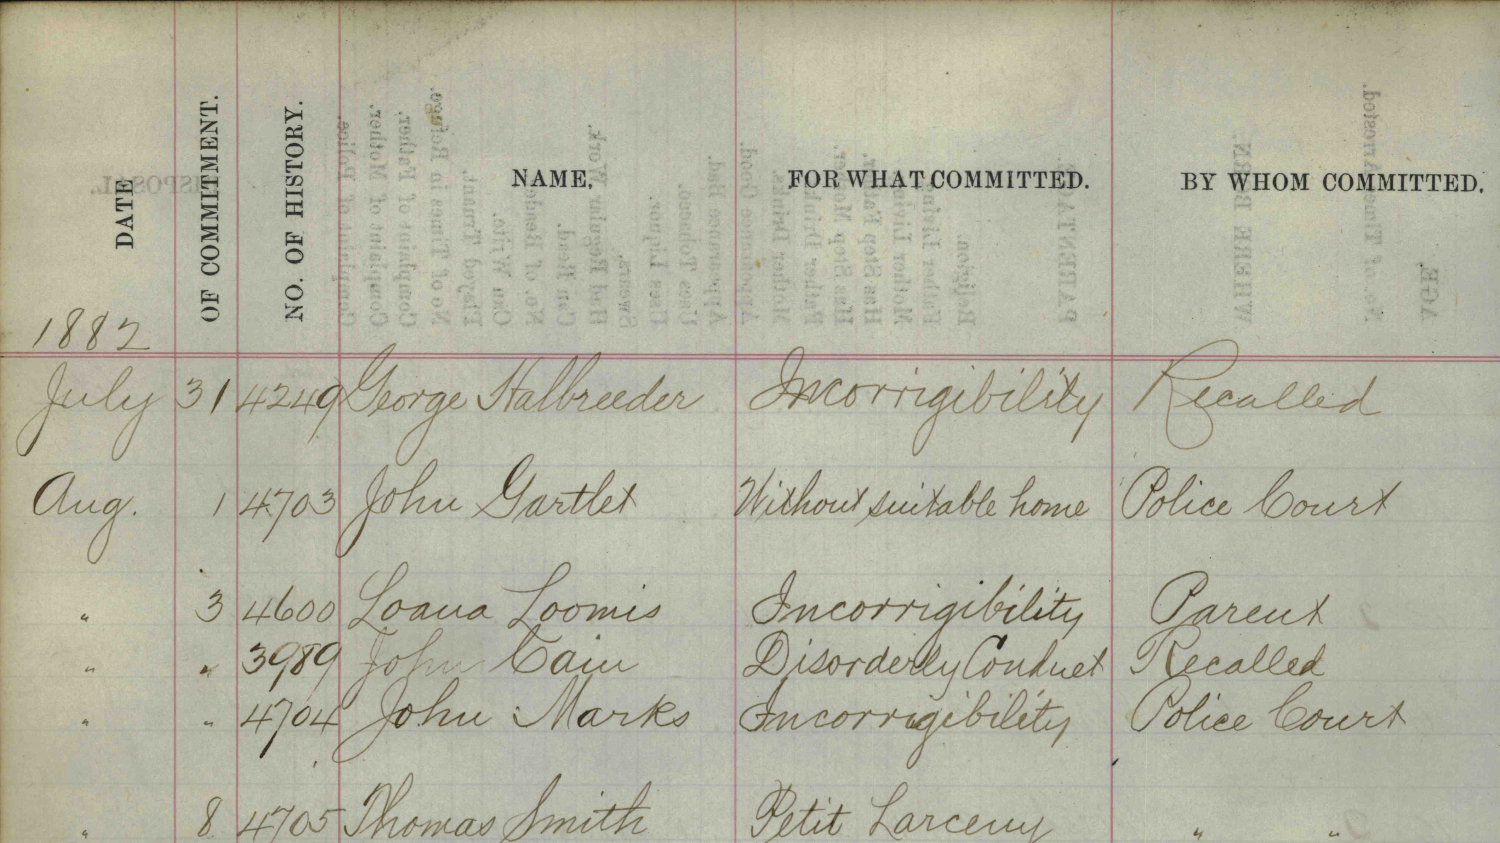 DATE OF COMMITMENT. NO. OF HISTORY. NAME, FOR WHAT COMMITTED. BY WHOM COMMITTED.
1882
July 31 4249 George Halbreeder Incorrigibility Recalled
Aug. 1 4703 John Gartlet Without suitable home Police Court
" 3 4600 Loana Loomis Incorrigibility Parent
" " 3989 John Cain Disorderly Conduct Recalled
" " 4704 John Marks Incorrigibility Police Court
" 8 4705 Thomas Smith Petit Larceny " "